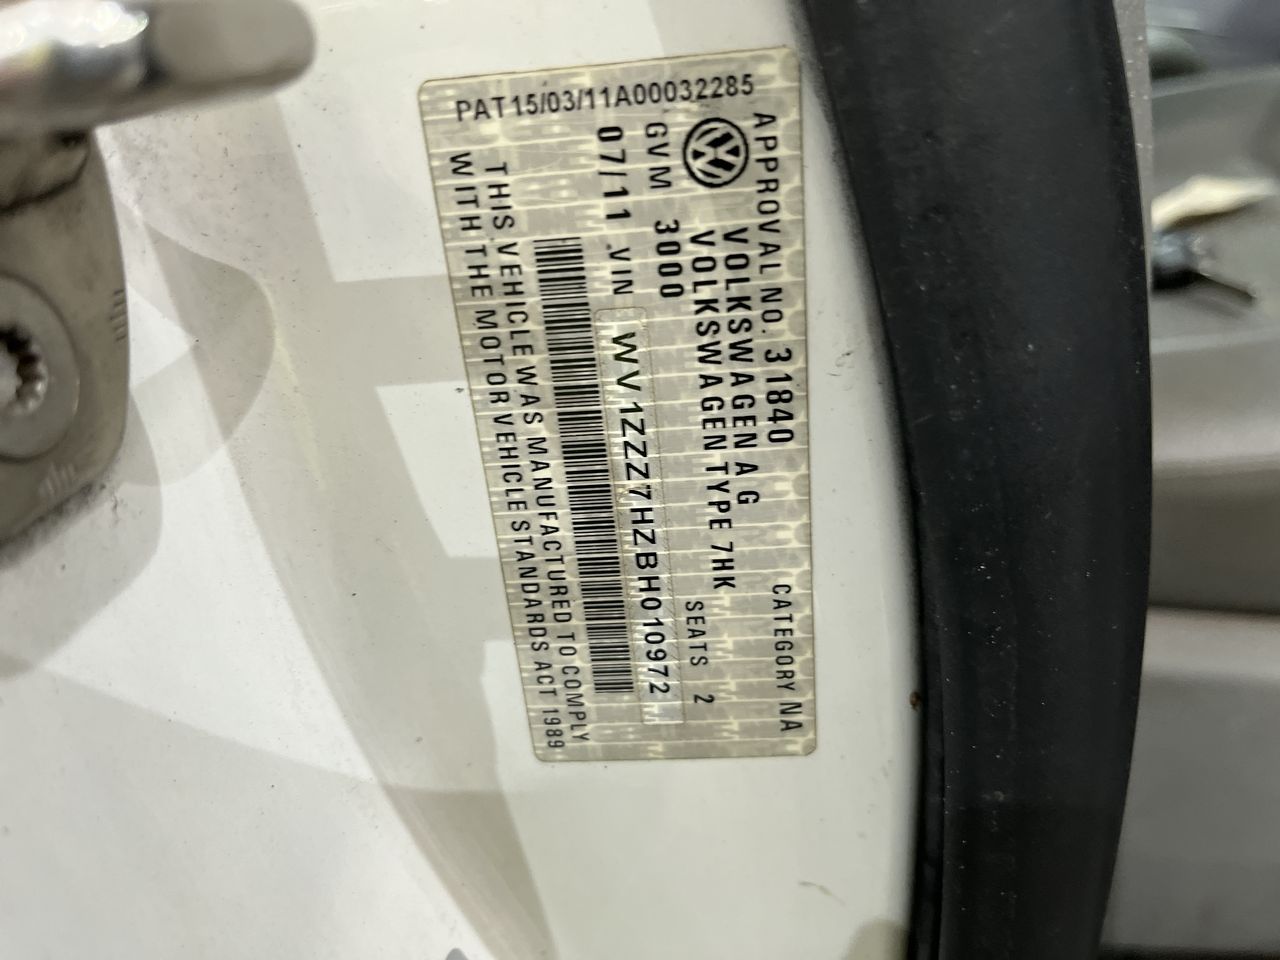 APPROVAL NO. 31840 CATEGORY NA
VOLKSWAGEN AG
VOLKSWAGEN TYPE 7HK
GVM 3000 SEATS 2
07/11 VIN WV1ZZZ7HZBH010972
THIS VEHICLE WAS MANUFACTURED TO COMPLY
WITH THE MOTOR VEHICLE STANDARDS ACT 1989
PAT15/03/11A00032285